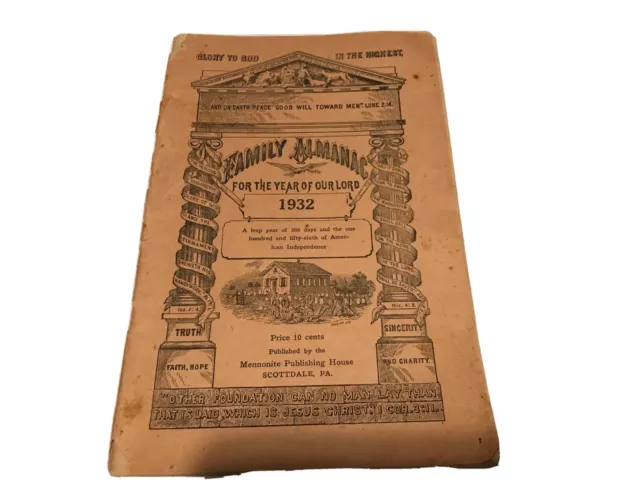 GLORY TO GOD IN THE HIGHEST.
AND ON EARTH PEACE GOOD WILL TOWARD MEN". LUKE 2:14.
FAMILY ALMANAC
FOR THE YEAR OF OUR LORD
1932
A leap year of 366 days and the one
hundred and fifty-sixth of Amer-
ican Independence
FIRMAMENT
SHEWETH HIS
TRUTH
SINCERITY
FAITH, HOPE
AND CHARITY.
Price 10 cents
Published by the
Mennonite Publishing House
SCOTTDALE, PA.
"OTHER FOUNDATION CAN NO MAN LAY THAN
THAT IS LAID, WHICH IS JESUS CHRIST." I COR. 3:11.